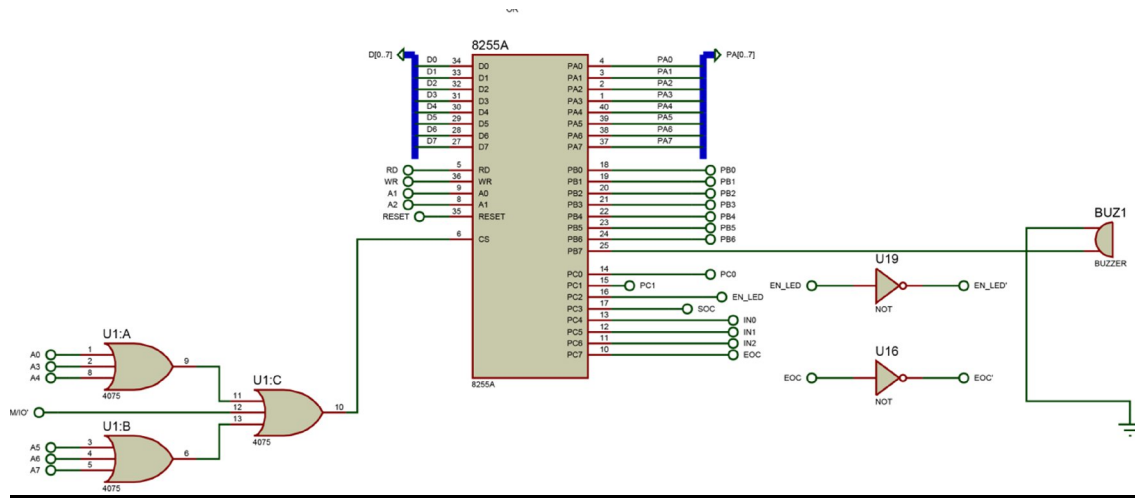 8255A
D[0..7]
PA[0..7]
D0 34 D0 PA0 4 PA0
D1 33 D1 PA1 3 PA1
D2 32 D2 PA2 2 PA2
D3 31 D3 PA3 1 PA3
D4 30 D4 PA4 40 PA4
D5 29 D5 PA5 39 PA5
D6 28 D6 PA6 38 PA6
D7 27 D7 PA7 37 PA7
RD 5 RD PB0 18 PB0
WR 36 WR PB1 19 PB1
A1 9 A0 PB2 20 PB2
A2 8 A1 PB3 21 PB3
RESET 35 RESET PB4 22 PB4
PB5 23 PB5
6 CS PB6 24 PB6
PB7 25
BUZ1
BUZZER
PC0 14 PC0
PC1 15 PC1
PC2 16 EN_LED
PC3 17 SOC
PC4 13 IN0
PC5 12 IN1
PC6 11 IN2
PC7 10 EOC
8255A
U19
EN_LED EN_LED'
NOT
U16
EOC EOC'
NOT
U1:A
A0 1
A3 2 9
A4 8
4075
U1:C
11
M/IO' 12 10
13
4075
U1:B
A5 3
A6 4 6
A7 5
4075